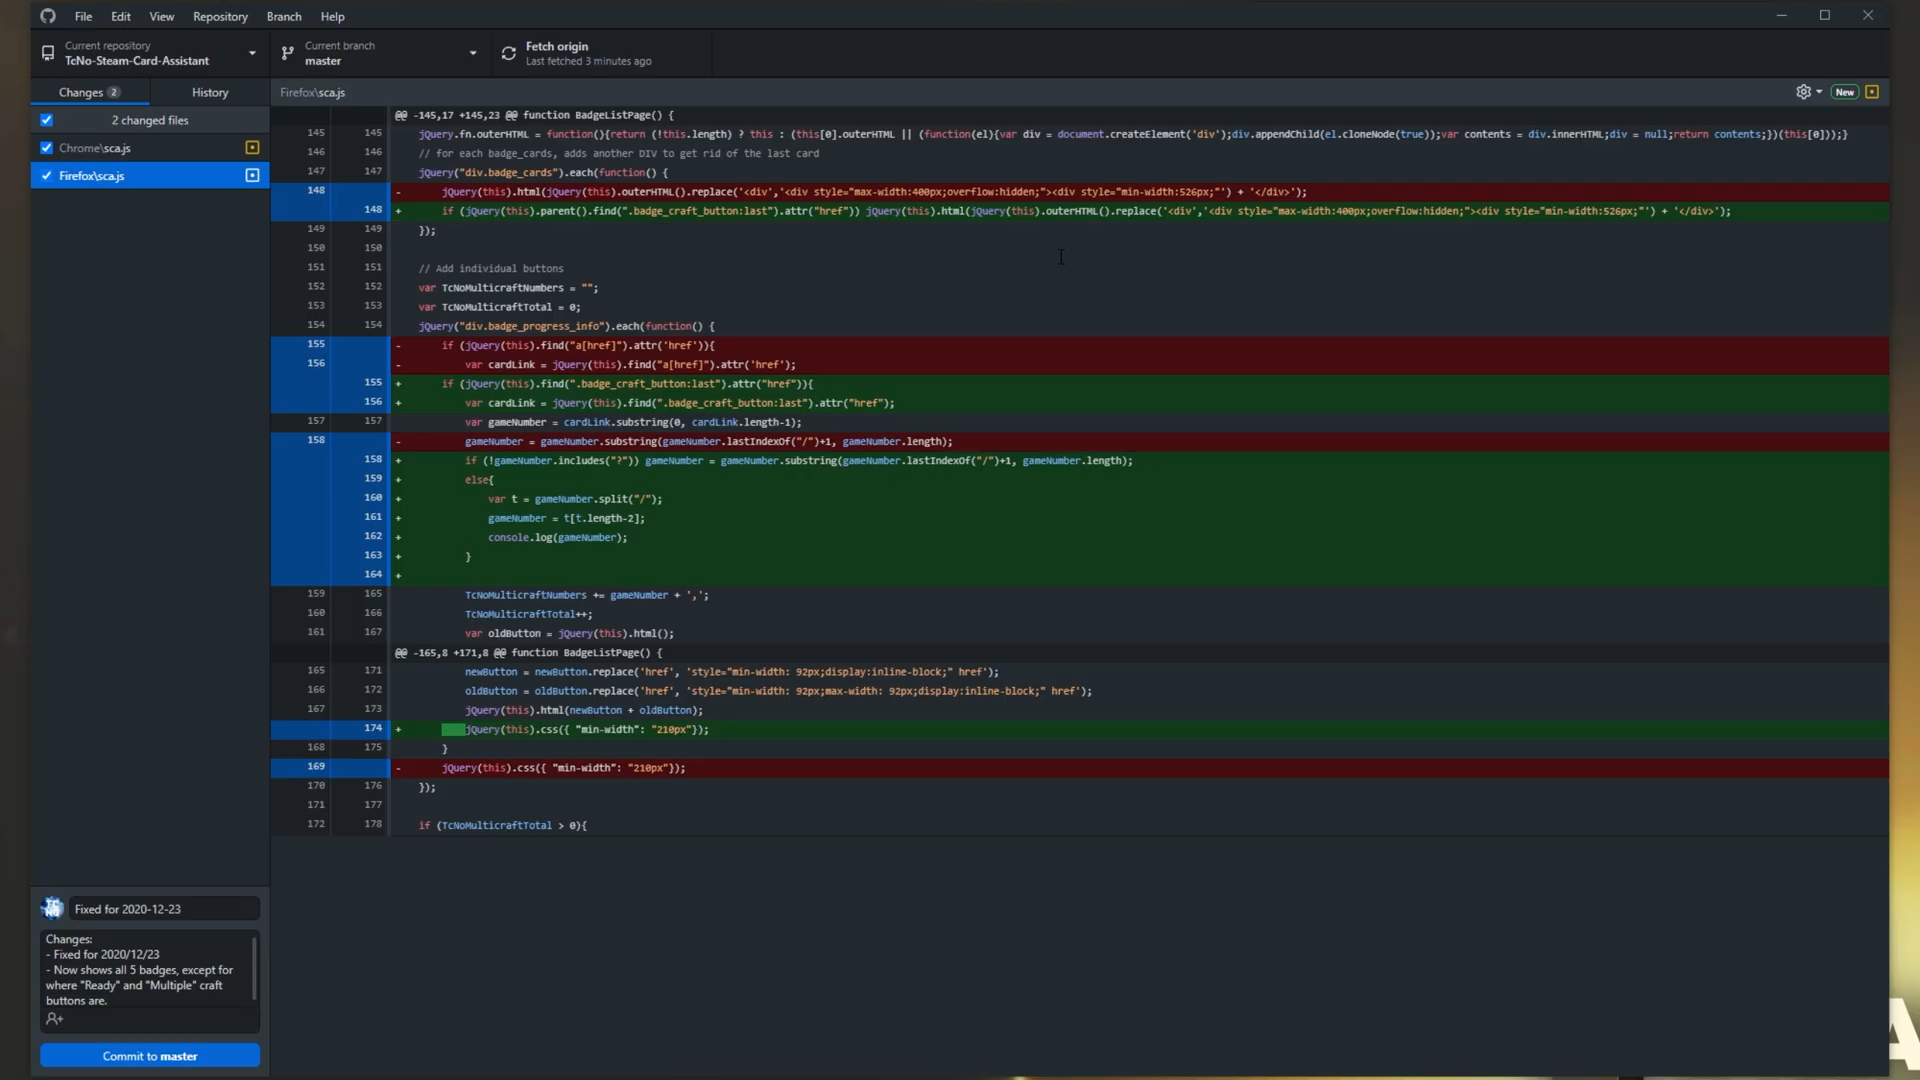 File Edit View Repository Branch Help
Current repository
TcNo-Steam-Card-Assistant
Current branch
master
Fetch origin
Last fetched 3 minutes ago
Changes 2 History
Firefox\sca.js
New
2 changed files
Chrome\sca.js
Firefox\sca.js
@@ -145,17 +145,23 @@ function BadgeListPage() {
145 145 jQuery.fn.outerHTML = function(){return (!this.length) ? this : (this[0].outerHTML || (function(el){var div = document.createElement('div');div.appendChild(el.cloneNode(true));var contents = div.innerHTML;div = null;return contents;})(this[0]));}
146 146 // for each badge_cards, adds another DIV to get rid of the last card
147 147 jQuery("div.badge_cards").each(function() {
148 - jQuery(this).html(jQuery(this).outerHTML().replace('<div','<div style="max-width:400px;overflow:hidden;"><div style="min-width:526px;"') + '</div>');
148 + if (jQuery(this).parent().find(".badge_craft_button:last").attr("href")) jQuery(this).html(jQuery(this).outerHTML().replace('<div','<div style="max-width:400px;overflow:hidden;"><div style="min-width:526px;"') + '</div>');
149 149 });
150 150
151 151 // Add individual buttons
152 152 var TcNoMulticraftNumbers = "";
153 153 var TcNoMulticraftTotal = 0;
154 154 jQuery("div.badge_progress_info").each(function() {
155 - if (jQuery(this).find("a[href]").attr('href')){
156 - var cardLink = jQuery(this).find("a[href]").attr('href');
155 + if (jQuery(this).find(".badge_craft_button:last").attr("href")){
156 + var cardLink = jQuery(this).find(".badge_craft_button:last").attr("href");
157 157 var gameNumber = cardLink.substring(0, cardLink.length-1);
158 - gameNumber = gameNumber.substring(gameNumber.lastIndexOf("/")+1, gameNumber.length);
158 + if (!gameNumber.includes("?")) gameNumber = gameNumber.substring(gameNumber.lastIndexOf("/")+1, gameNumber.length);
159 + else{
160 + var t = gameNumber.split("/");
161 + gameNumber = t[t.length-2];
162 + console.log(gameNumber);
163 + }
164 +
159 165 TcNoMulticraftNumbers += gameNumber + ',';
160 166 TcNoMulticraftTotal++;
161 167 var oldButton = jQuery(this).html();
@@ -165,8 +171,8 @@ function BadgeListPage() {
165 171 newButton = newButton.replace('href', 'style="min-width: 92px;display:inline-block;" href');
166 172 oldButton = oldButton.replace('href', 'style="min-width: 92px;max-width: 92px;display:inline-block;" href');
167 173 jQuery(this).html(newButton + oldButton);
174 + jQuery(this).css({ "min-width": "210px"});
168 175 }
169 - jQuery(this).css({ "min-width": "210px"});
170 176 });
171 177
172 178 if (TcNoMulticraftTotal > 0){
Fixed for 2020-12-23
Changes:
- Fixed for 2020/12/23
- Now shows all 5 badges, except for
where "Ready" and "Multiple" craft
buttons are.
Commit to master
A